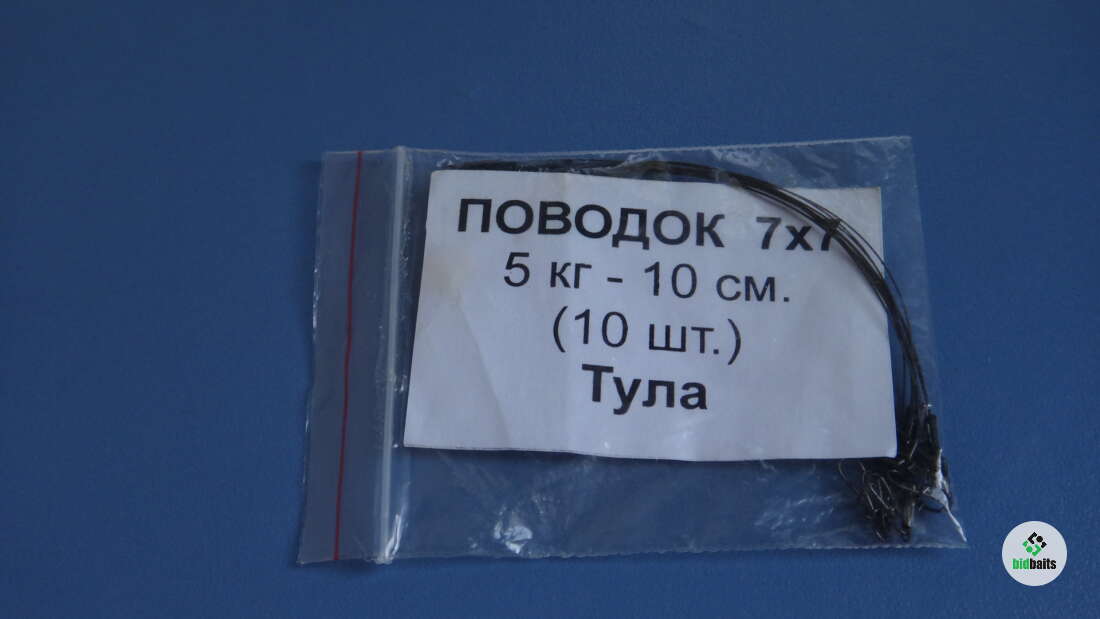 ПОВОДОК 7х7
5 кг - 10 см.
(10 шт.)
Тула
bidbaits